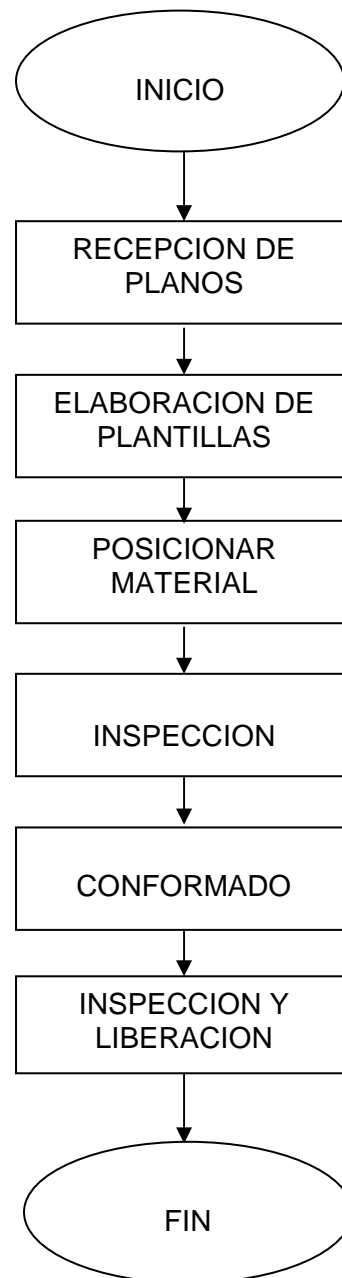 INICIO
RECEPCION DE
PLANOS
ELABORACION DE
PLANTILLAS
POSICIONAR
MATERIAL
INSPECCION
CONFORMADO
INSPECCION Y
LIBERACION
FIN